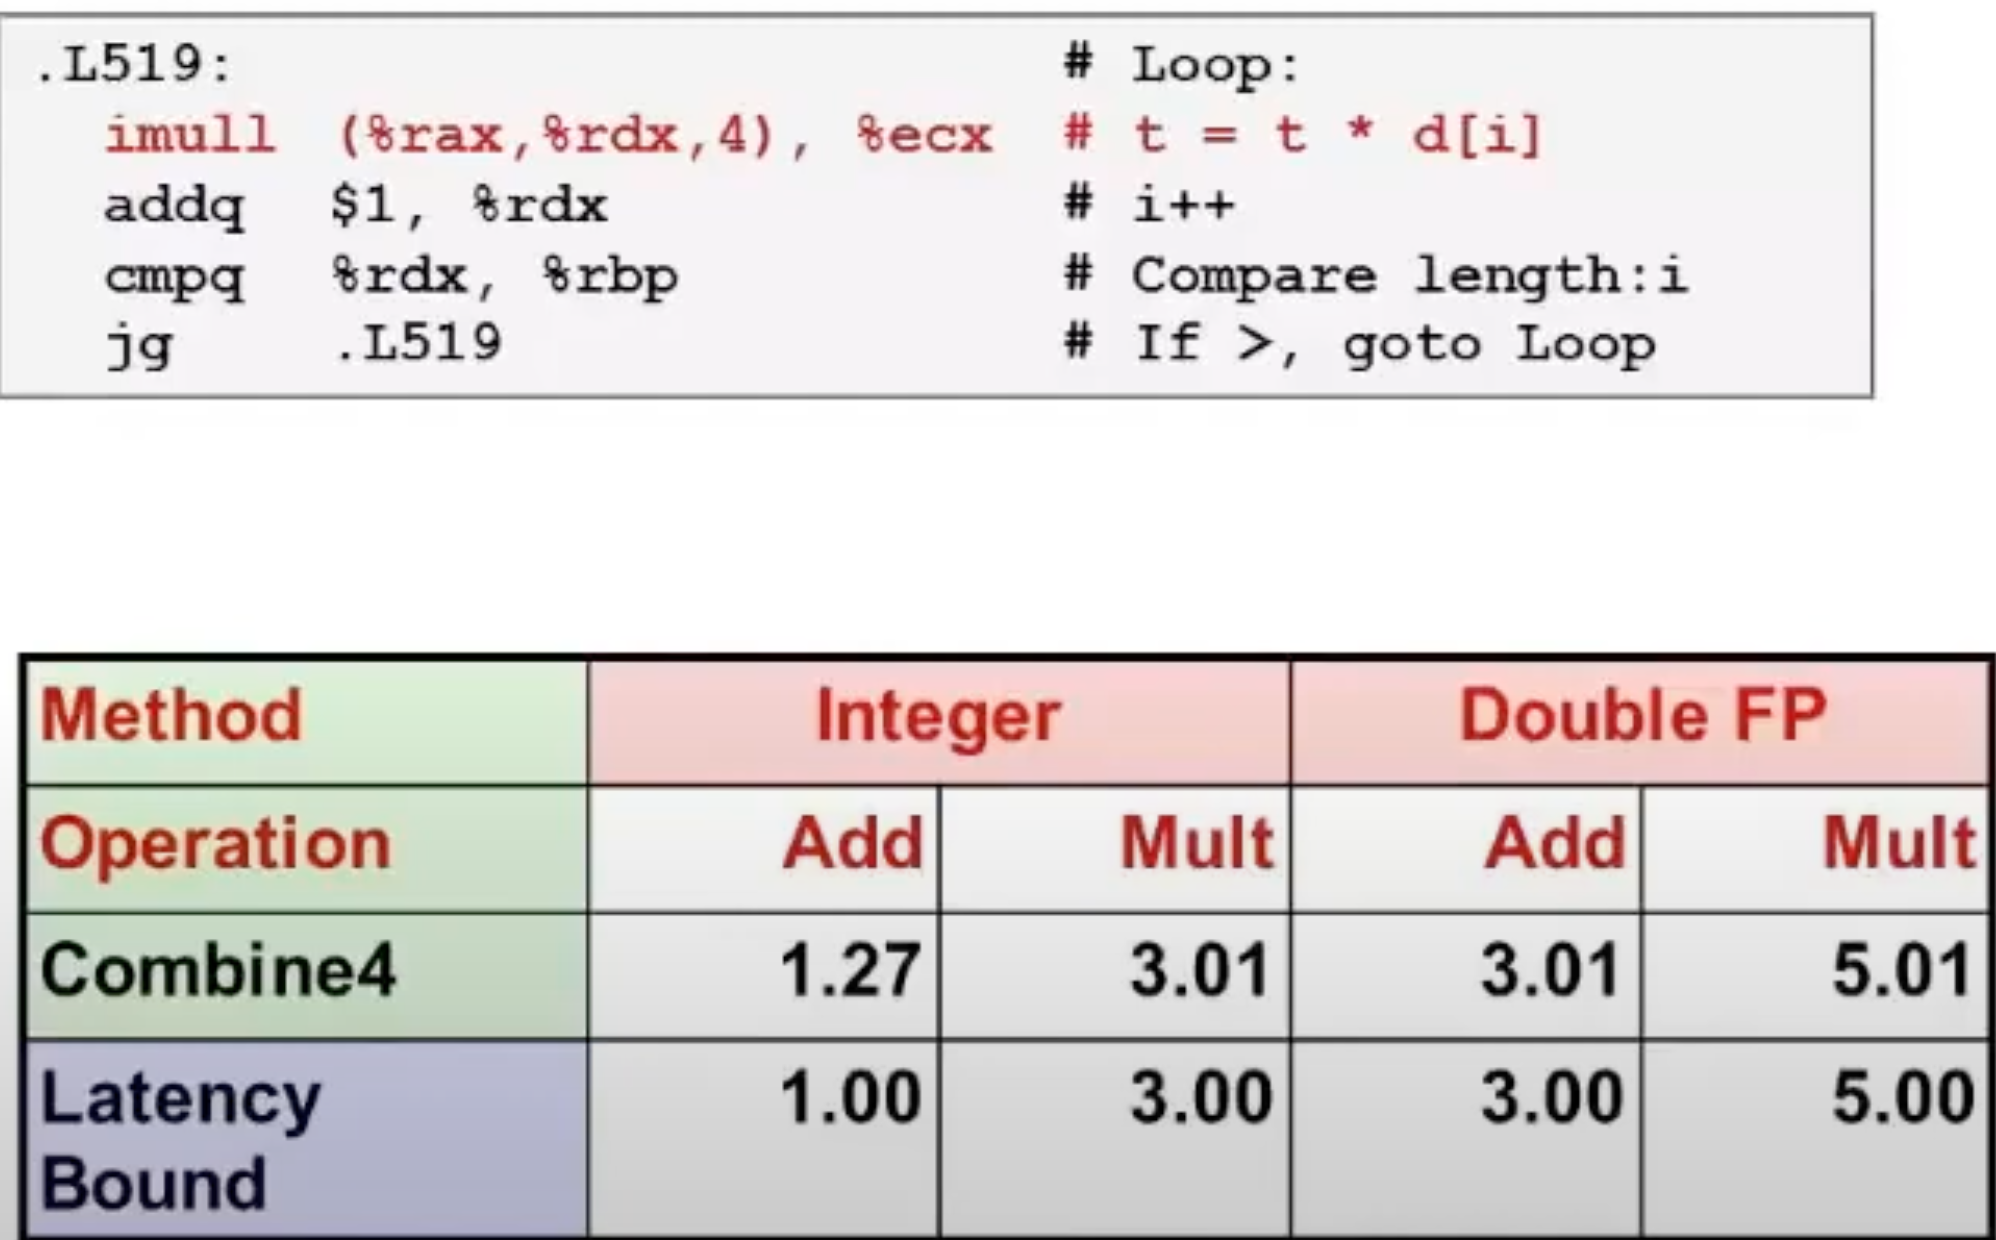 .L519: # Loop:
imull (%rax,%rdx,4), %ecx # t = t * d[i]
addq $1, %rdx # i++
cmpq %rdx, %rbp # Compare length:i
jg .L519 # If >, goto Loop
Method Integer Double FP
Operation Add Mult Add Mult
Combine4 1.27 3.01 3.01 5.01
Latency 1.00 3.00 3.00 5.00
Bound